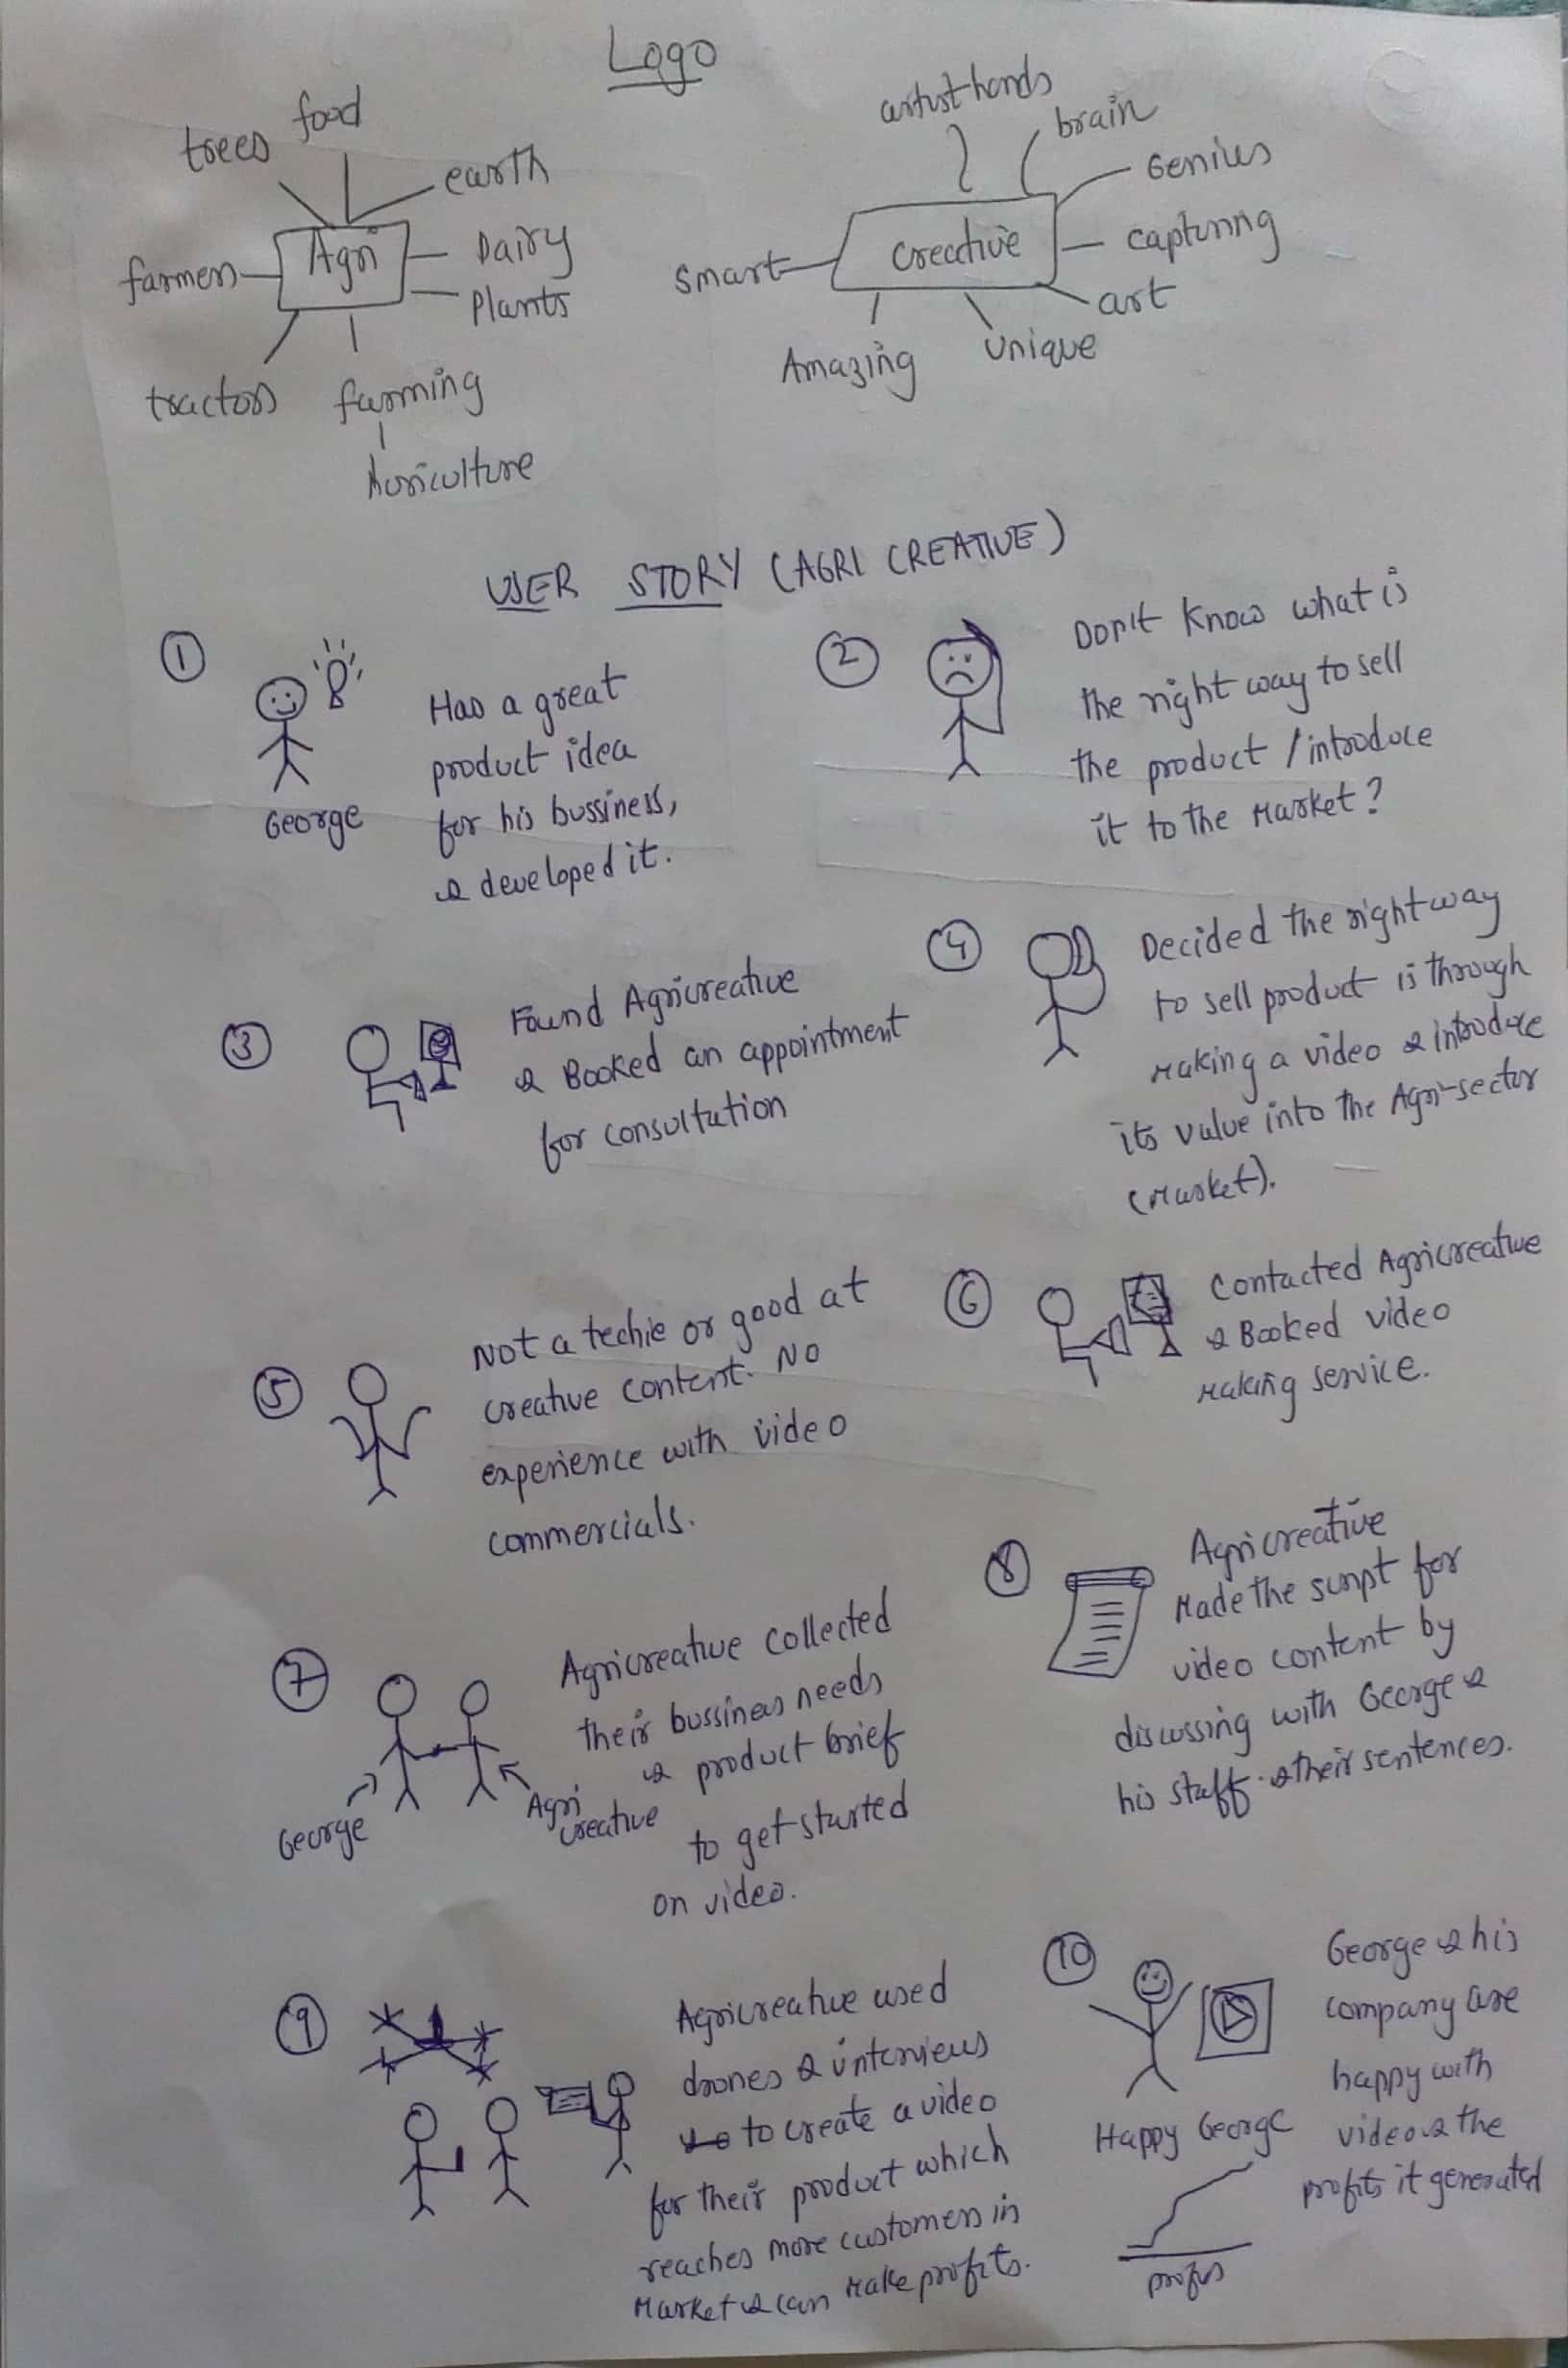 Logo
trees
food
earth
farmers
Agri
Dairy
Plants
tractors
farming
artist hands
brain
Genius
Smart
Creative
capturing
art
Amazing
Unique
USER STORY (AGRI CREATIVE)
1
George
Has a great
product idea
for his bussiness,
& developed it.
2
Don't know what is
the right way to sell
the product / introduce
it to the Market?
3
Found Agricreative
& Booked an appointment
for consultation
4
Decided the right way
to sell product is through
Making a video & introduce
its value into the Agri-sector
(Market).
5
Not a techie or good at
creative content. No
experience with video
commercials.
6
Contacted Agricreative
& Booked video
Making service.
7
George
Agri
creative
Agricreative collected
their bussiness needs
& product brief
to get started
on video.
8
Agricreative
Made the script for
video content by
discussing with George &
his staff & their sentences.
9
Agricreative used
drones & interviews
to create a video
for their product which
reaches more customers in
Market & can Make profits.
10
Happy George
George & his
company are
happy with
video & the
profits it generated